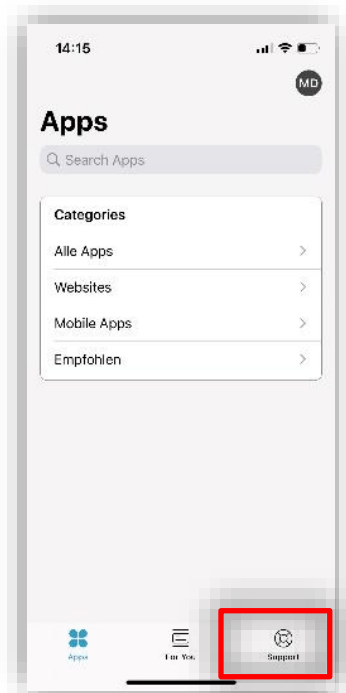 14:15
MD
Apps
Search Apps
Categories
Alle Apps
Websites
Mobile Apps
Empfohlen
Apps For You Support